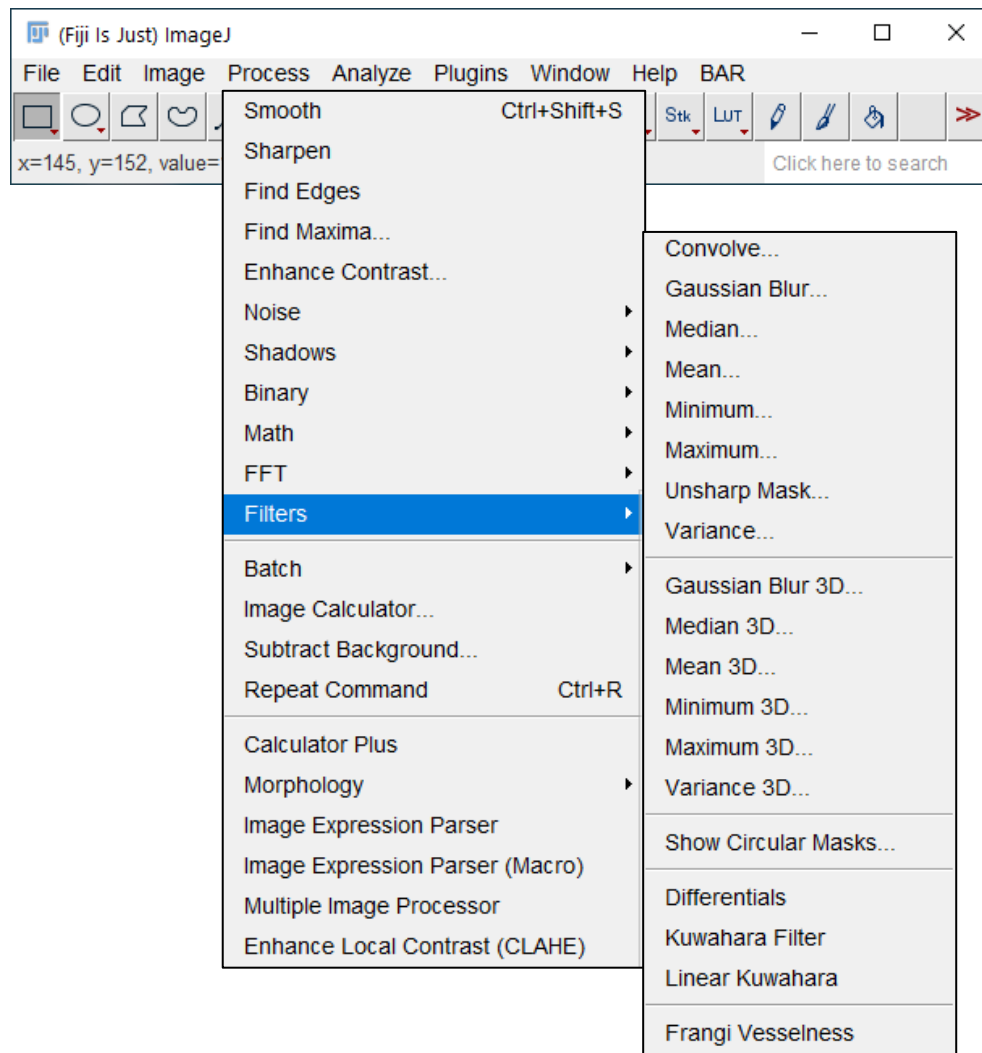 (Fiji Is Just) ImageJ
File Edit Image Process Analyze Plugins Window Help BAR
Stk LUT
x=145, y=152, value=
Click here to search
Smooth Ctrl+Shift+S
Sharpen
Find Edges
Find Maxima...
Enhance Contrast...
Noise
Shadows
Binary
Math
FFT
Filters
Batch
Image Calculator...
Subtract Background...
Repeat Command Ctrl+R
Calculator Plus
Morphology
Image Expression Parser
Image Expression Parser (Macro)
Multiple Image Processor
Enhance Local Contrast (CLAHE)
Convolve...
Gaussian Blur...
Median...
Mean...
Minimum...
Maximum...
Unsharp Mask...
Variance...
Gaussian Blur 3D...
Median 3D...
Mean 3D...
Minimum 3D...
Maximum 3D...
Variance 3D...
Show Circular Masks...
Differentials
Kuwahara Filter
Linear Kuwahara
Frangi Vesselness